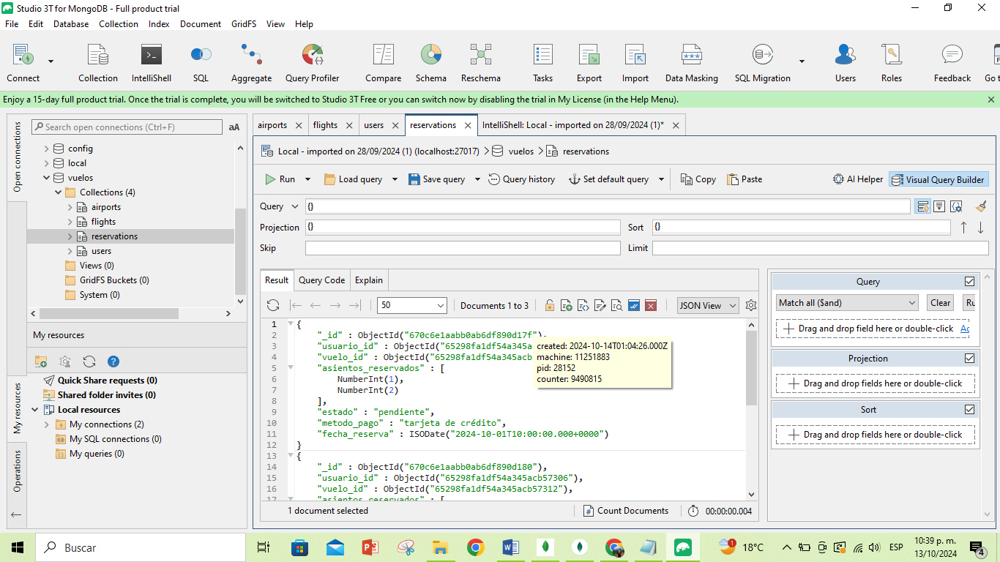 Studio 3T for MongoDB - Full product trial
File Edit Database Collection Index Document GridFS View Help
Connect Collection IntelliShell SQL Aggregate Query Profiler Compare Schema Reschema Tasks Export Import Data Masking SQL Migration Users Roles Feedback Go t
Enjoy a 15-day full product trial. Once the trial is complete, you will be switched to Studio 3T Free or you can switch now by disabling the trial in My License (in the Help Menu).
Open connections
Search open connections (Ctrl+F) aA
config
local
vuelos
Collections (4)
airports
flights
reservations
users
Views (0)
GridFS Buckets (0)
System (0)
My resources
My resources
Quick Share requests (0)
Shared folder invites (0)
Local resources
My connections (2)
My SQL connections (0)
My queries (0)
Operations
airports flights users reservations IntelliShell: Local - imported on 28/09/2024 (1)*
Local - imported on 28/09/2024 (1) (localhost:27017) vuelos reservations
Run Load query Save query Query history Set default query Copy Paste AI Helper Visual Query Builder
Query {}
Projection {} Sort {}
Skip Limit
Result Query Code Explain
50 Documents 1 to 3 JSON View
1 {
2 "_id" : ObjectId("670c6e1aabb0ab6df890d17f"),
3 "usuario_id" : ObjectId("65298fa1df54a345a
4 "vuelo_id" : ObjectId("65298fa1df54a345acb
5 "asientos_reservados" : [
6 NumberInt(1),
7 NumberInt(2)
8 ],
9 "estado" : "pendiente",
10 "metodo_pago" : "tarjeta de crédito",
11 "fecha_reserva" : ISODate("2024-10-01T10:00:00.000+0000")
12 }
13 {
14 "_id" : ObjectId("670c6e1aabb0ab6df890d180"),
15 "usuario_id" : ObjectId("65298fa1df54a345acb57306"),
16 "vuelo_id" : ObjectId("65298fa1df54a345acb57312"),
17 "asientos_reservados" : [
created: 2024-10-14T01:04:26.000Z
machine: 11251883
pid: 28152
counter: 9490815
1 document selected Count Documents 00:00:00.004
Query
Match all ($and) Clear Ru
Drag and drop field here or double-click Ac
Projection
Drag and drop fields here or double-click
Sort
Drag and drop fields here or double-click
Buscar 1 18°C ESP 10:39 p. m.
13/10/2024 4